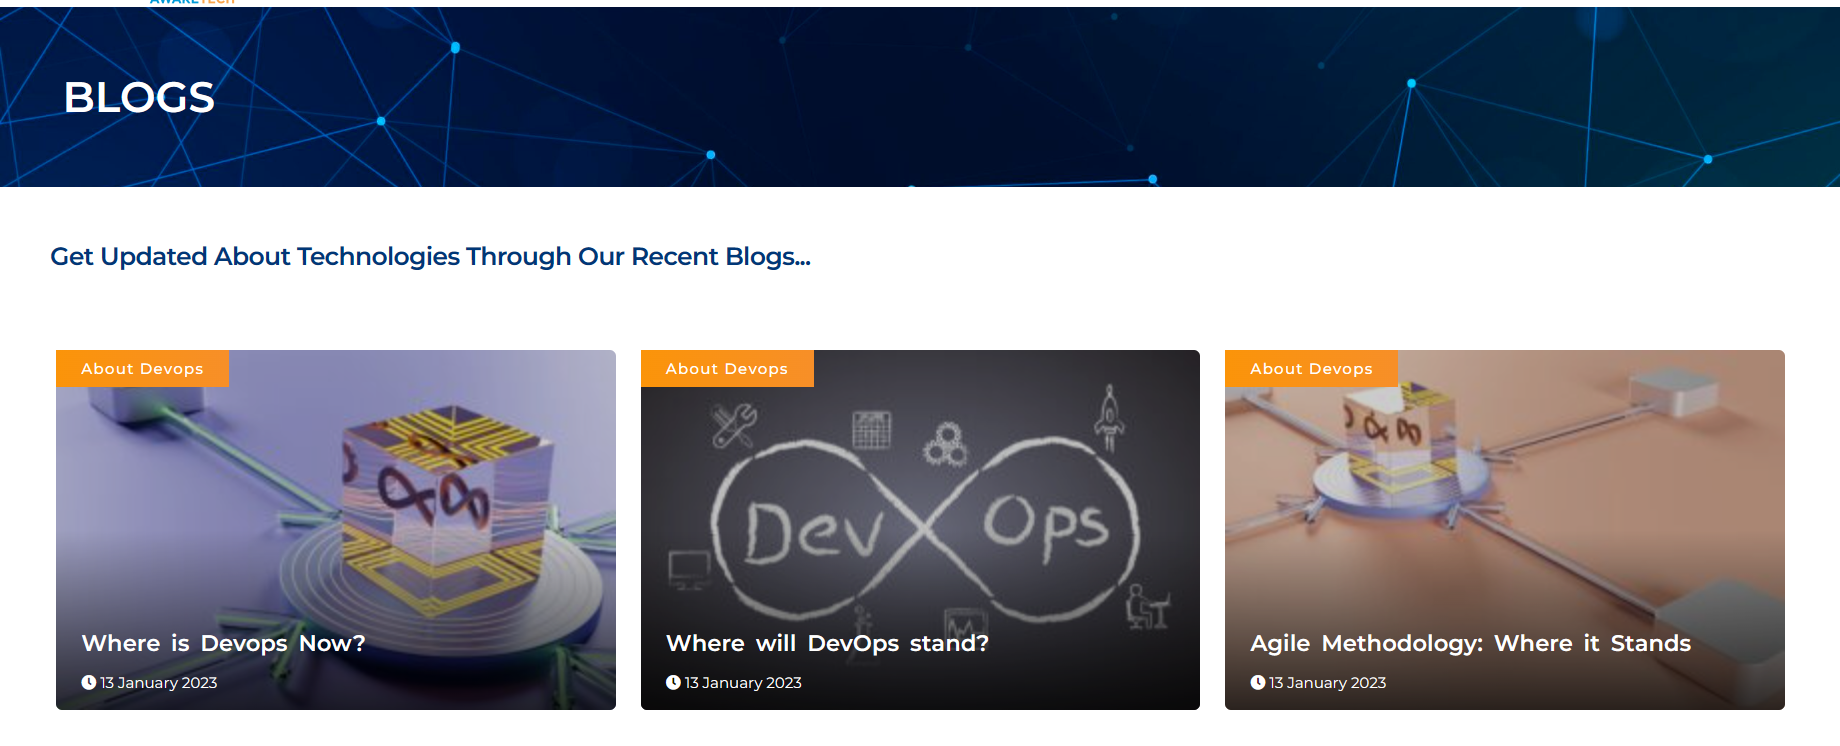 AWAKETECH
BLOGS
Get Updated About Technologies Through Our Recent Blogs...
About Devops
About Devops
About Devops
Dev Ops
Where is Devops Now?
Where will DevOps stand?
Agile Methodology: Where it Stands
13 January 2023
13 January 2023
13 January 2023